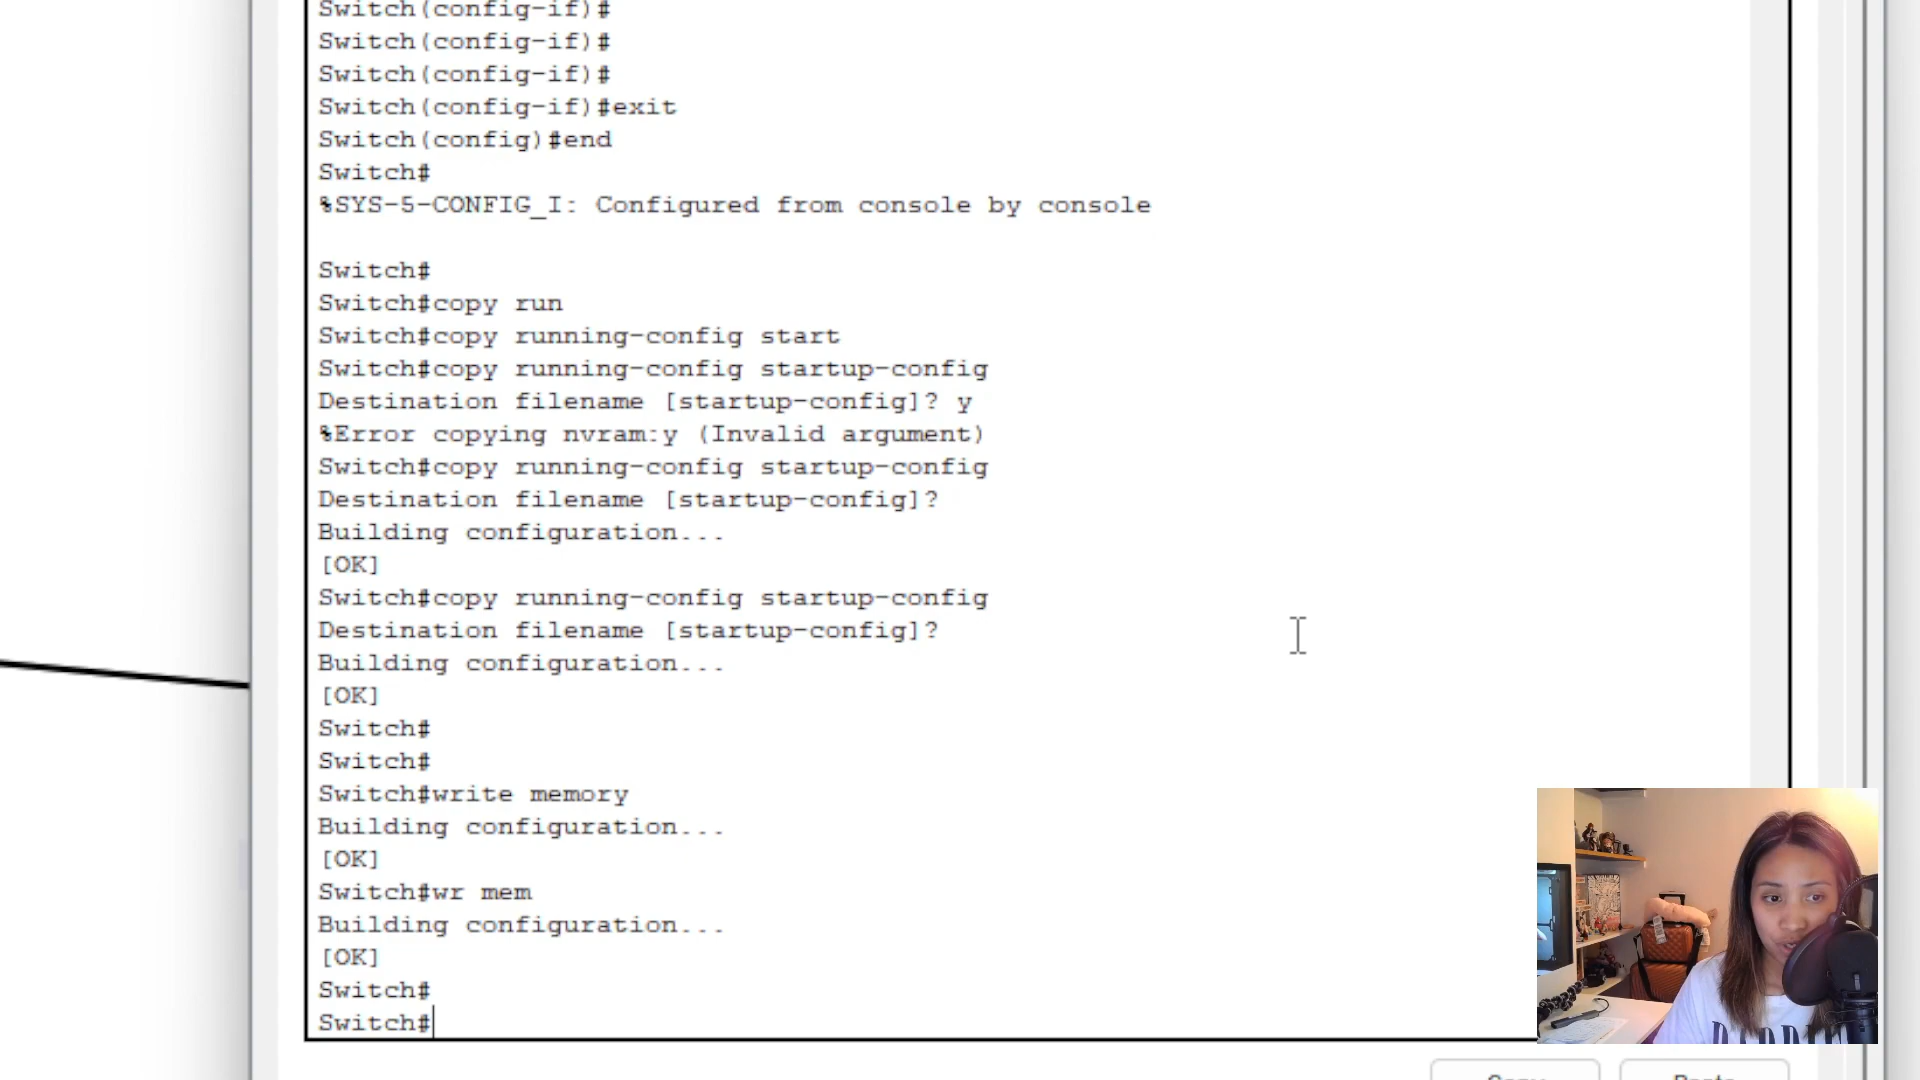 Switch(config-if)#
Switch(config-if)#
Switch(config-if)#
Switch(config-if)#exit
Switch(config)#end
Switch#
%SYS-5-CONFIG_I: Configured from console by console
Switch#
Switch#copy run
Switch#copy running-config start
Switch#copy running-config startup-config
Destination filename [startup-config]? y
%Error copying nvram:y (Invalid argument)
Switch#copy running-config startup-config
Destination filename [startup-config]?
Building configuration...
[OK]
Switch#copy running-config startup-config
Destination filename [startup-config]?
Building configuration...
[OK]
Switch#
Switch#
Switch#write memory
Building configuration...
[OK]
Switch#wr mem
Building configuration...
[OK]
Switch#
Switch#